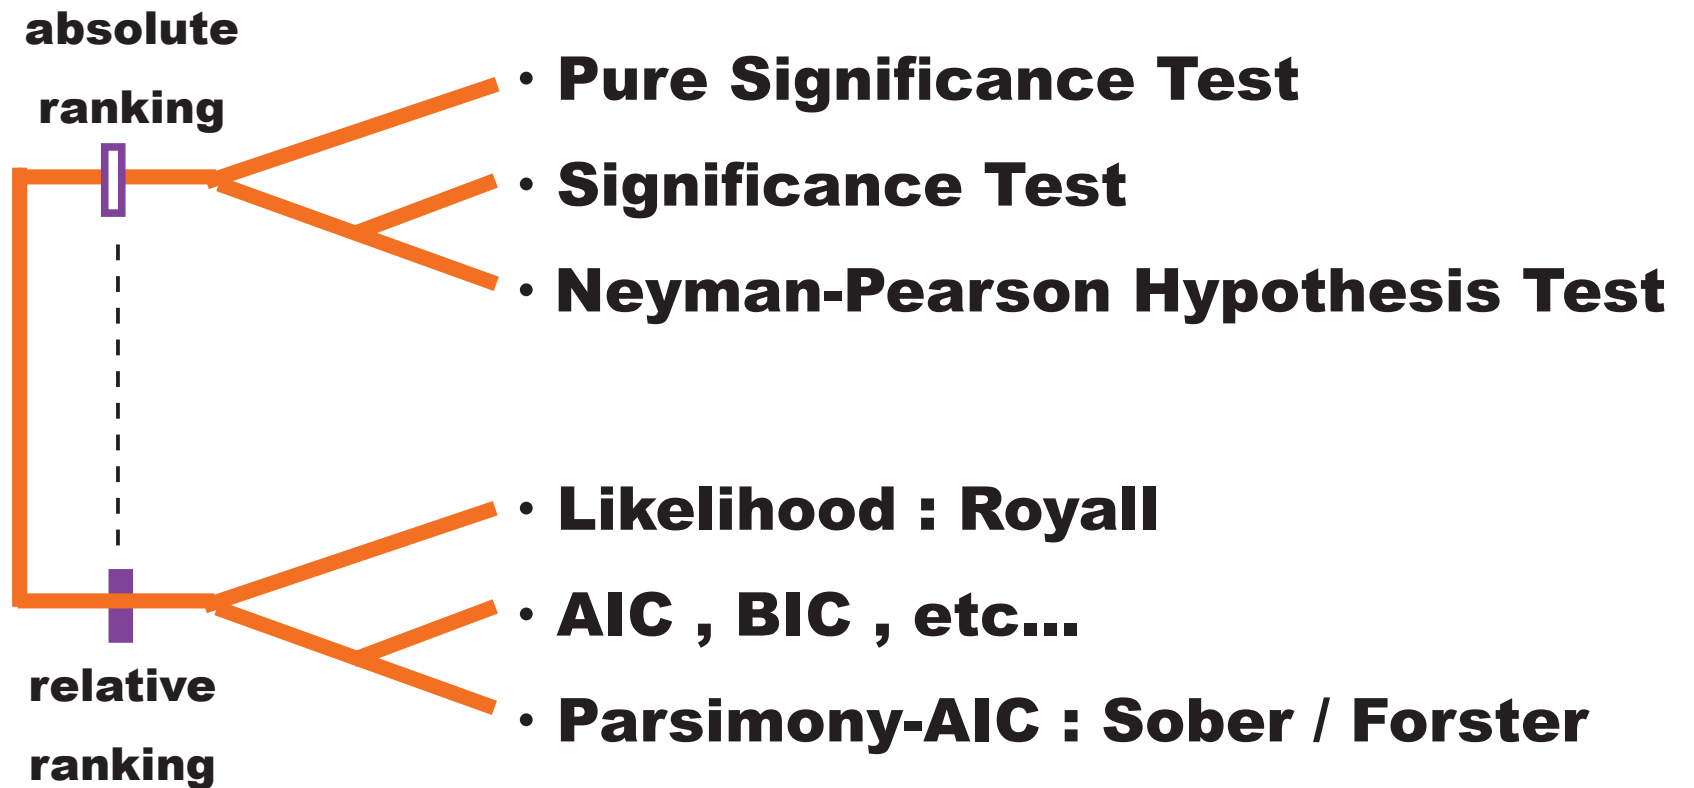 absolute
ranking
・Pure Significance Test
・Significance Test
・Neyman-Pearson Hypothesis Test
・Likelihood : Royall
・AIC , BIC , etc...
・Parsimony-AIC : Sober / Forster
relative
ranking